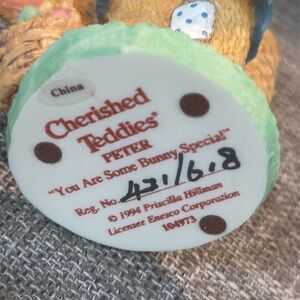 China
Cherished
Teddies®
PETER
"You Are Some Bunny Special!"
Reg. No. 421/618
© 1994 Priscilla Hillman
Licensee Enesco Corporation
104973